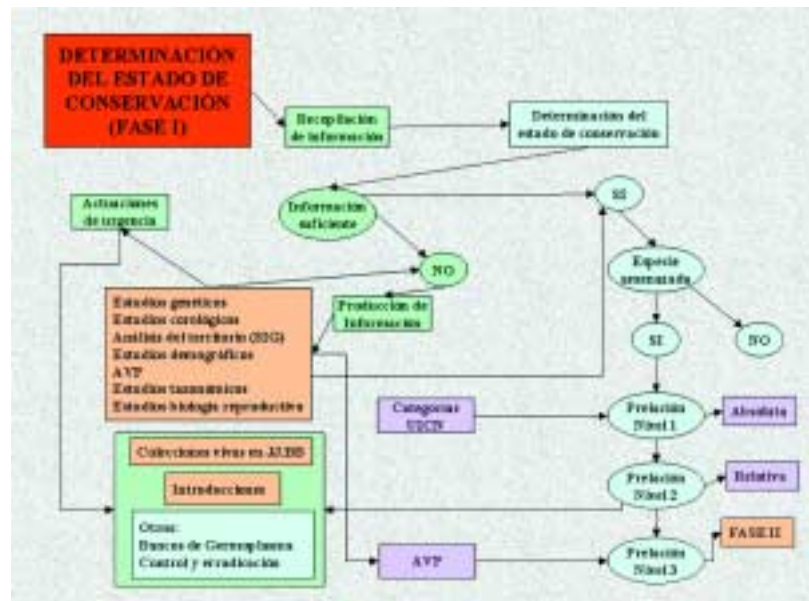 DETERMINACIÓN
DEL ESTADO DE
CONSERVACIÓN
(FASE I)
Recopilación
de información
Determinación del
estado de conservación
Actuaciones
de urgencia
Información
suficiente
SI
NO
Especie
amenazada
Estudios genéticos
Estudios corológicos
Análisis del territorio (SIG)
Estudios demográficos
AVP
Estudios taxonómicos
Estudios biología reproductiva
Producción de
Información
SI
NO
Categorías
UICN
Prelación
Nivel 1
Absoluta
Colecciones vivas en JJBB
Introducciones
Otras:
Bancos de Germoplasma
Control y erradicación
Prelación
Nivel 2
Relativa
AVP
Prelación
Nivel 3
FASE II